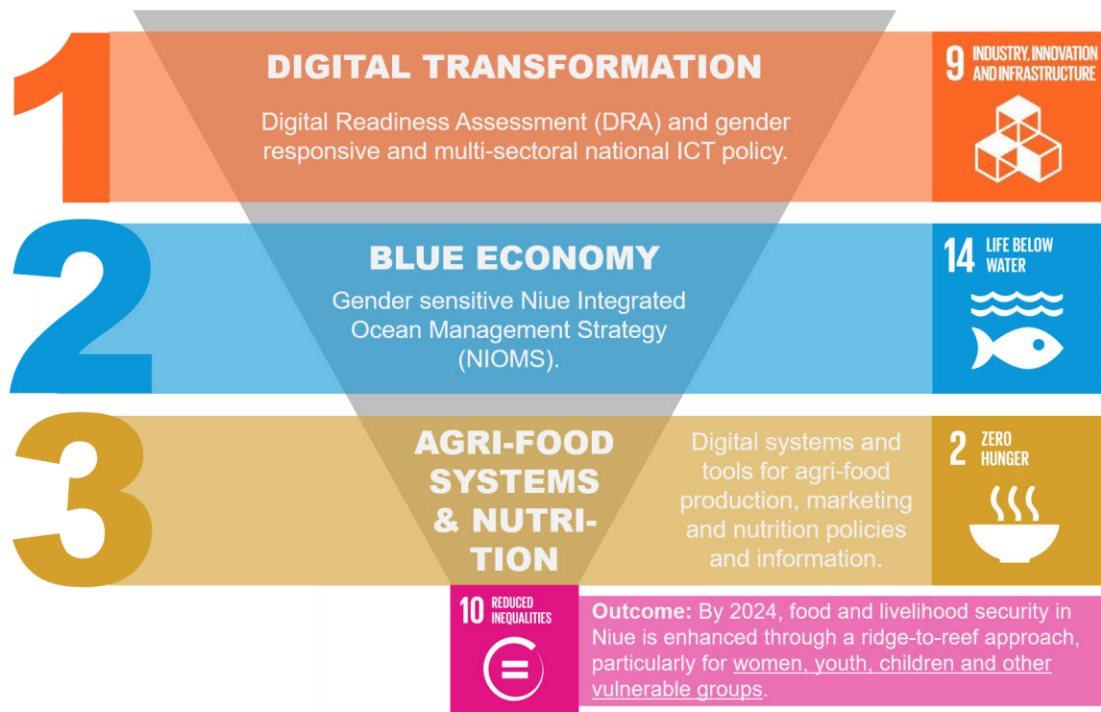 1
DIGITAL TRANSFORMATION
Digital Readiness Assessment (DRA) and gender
responsive and multi-sectoral national ICT policy.
9 INDUSTRY, INNOVATION
AND INFRASTRUCTURE
2
BLUE ECONOMY
Gender sensitive Niue Integrated
Ocean Management Strategy
(NIOMS).
14 LIFE BELOW
WATER
3
AGRI-FOOD
SYSTEMS
& NUTRI-
TION
Digital systems and
tools for agri-food
production, marketing
and nutrition policies
and information.
2 ZERO
HUNGER
10 REDUCED
INEQUALITIES
Outcome: By 2024, food and livelihood security in
Niue is enhanced through a ridge-to-reef approach,
particularly for women, youth, children and other
vulnerable groups.